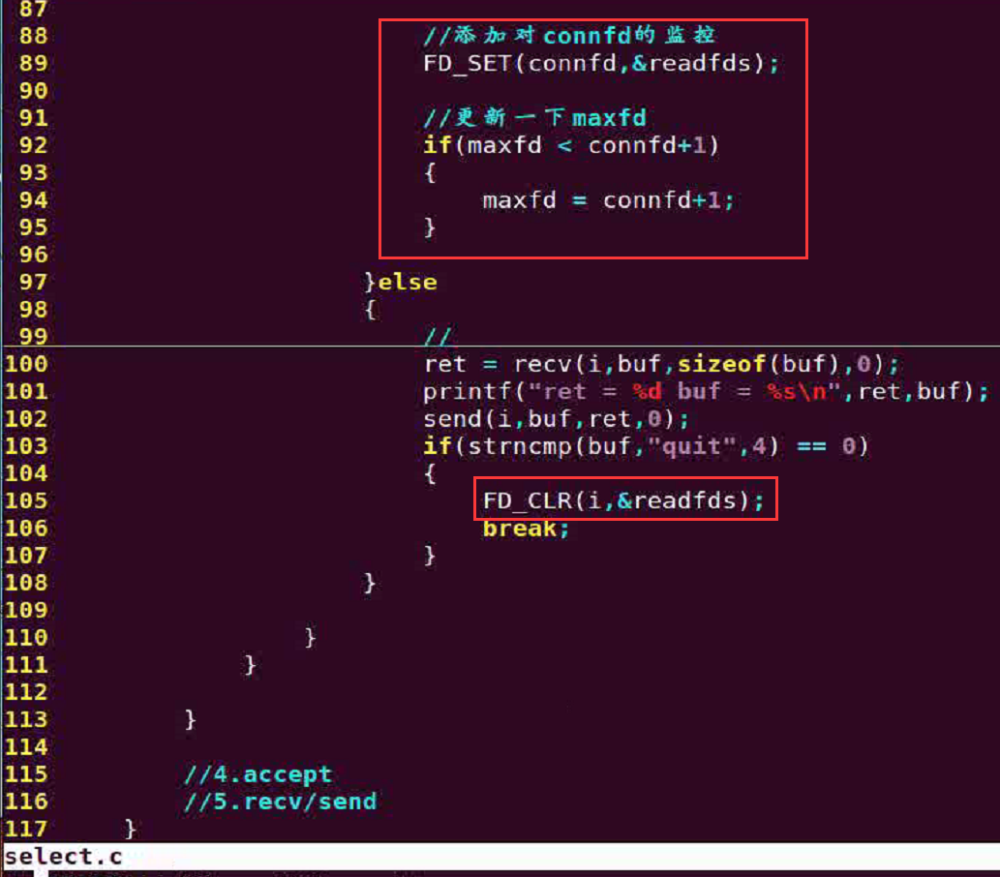 87
88 //添加对connfd的监控
89 FD_SET(connfd,&readfds);
90
91 //更新一下maxfd
92 if(maxfd < connfd+1)
93 {
94 maxfd = connfd+1;
95 }
96
97 }else
98 {
99 //
100 ret = recv(i,buf,sizeof(buf),0);
101 printf("ret = %d buf = %s\n",ret,buf);
102 send(i,buf,ret,0);
103 if(strncmp(buf,"quit",4) == 0)
104 {
105 FD_CLR(i,&readfds);
106 break;
107 }
108 }
109
110 }
111 }
112
113 }
114
115 //4.accept
116 //5.recv/send
117 }
select.c